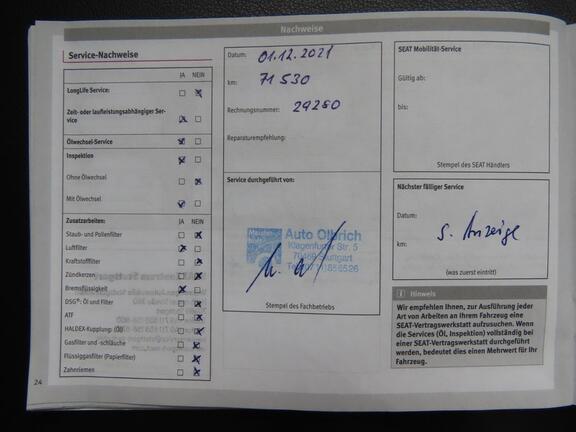 Nachweise
Service-Nachweise
JA NEIN
LongLife Service:
Zeit- oder laufleistungsabhängiger Ser-
vice
Ölwechsel-Service
Inspektion
Ohne Ölwechsel
Mit Ölwechsel
Zusatzarbeiten: JA NEIN
Staub- und Pollenfilter
Luftfilter
Kraftstofffilter
Zündkerzen
Bremsflüssigkeit
DSG®: Öl und Filter
ATF
HALDEX-Kupplung: (Öl)
Gasfilter und -schläuche
Flüssiggasfilter (Papierfilter)
Zahnriemen
24
Datum: 01.12.2021
km: 71 530
Rechnungsnummer: 29260
Reparaturempfehlung:
Service durchgeführt von:
Auto Olbrich
Klagenfurter Str. 5
70469 Stuttgart
Stempel des Fachbetriebs
SEAT Mobilität-Service
Gültig ab:
bis:
Stempel des SEAT Händlers
Nächster fälliger Service
Datum:
s. Anzeige
km:
(was zuerst eintritt)
i Hinweis
Wir empfehlen Ihnen, zur Ausführung jeder
Art von Arbeiten an Ihrem Fahrzeug eine
SEAT-Vertragswerkstatt aufzusuchen. Wenn
die Services (Öl, Inspektion) vollständig bei
einer SEAT-Vertragswerkstatt durchgeführt
werden, bedeutet dies einen Mehrwert für Ihr
Fahrzeug.